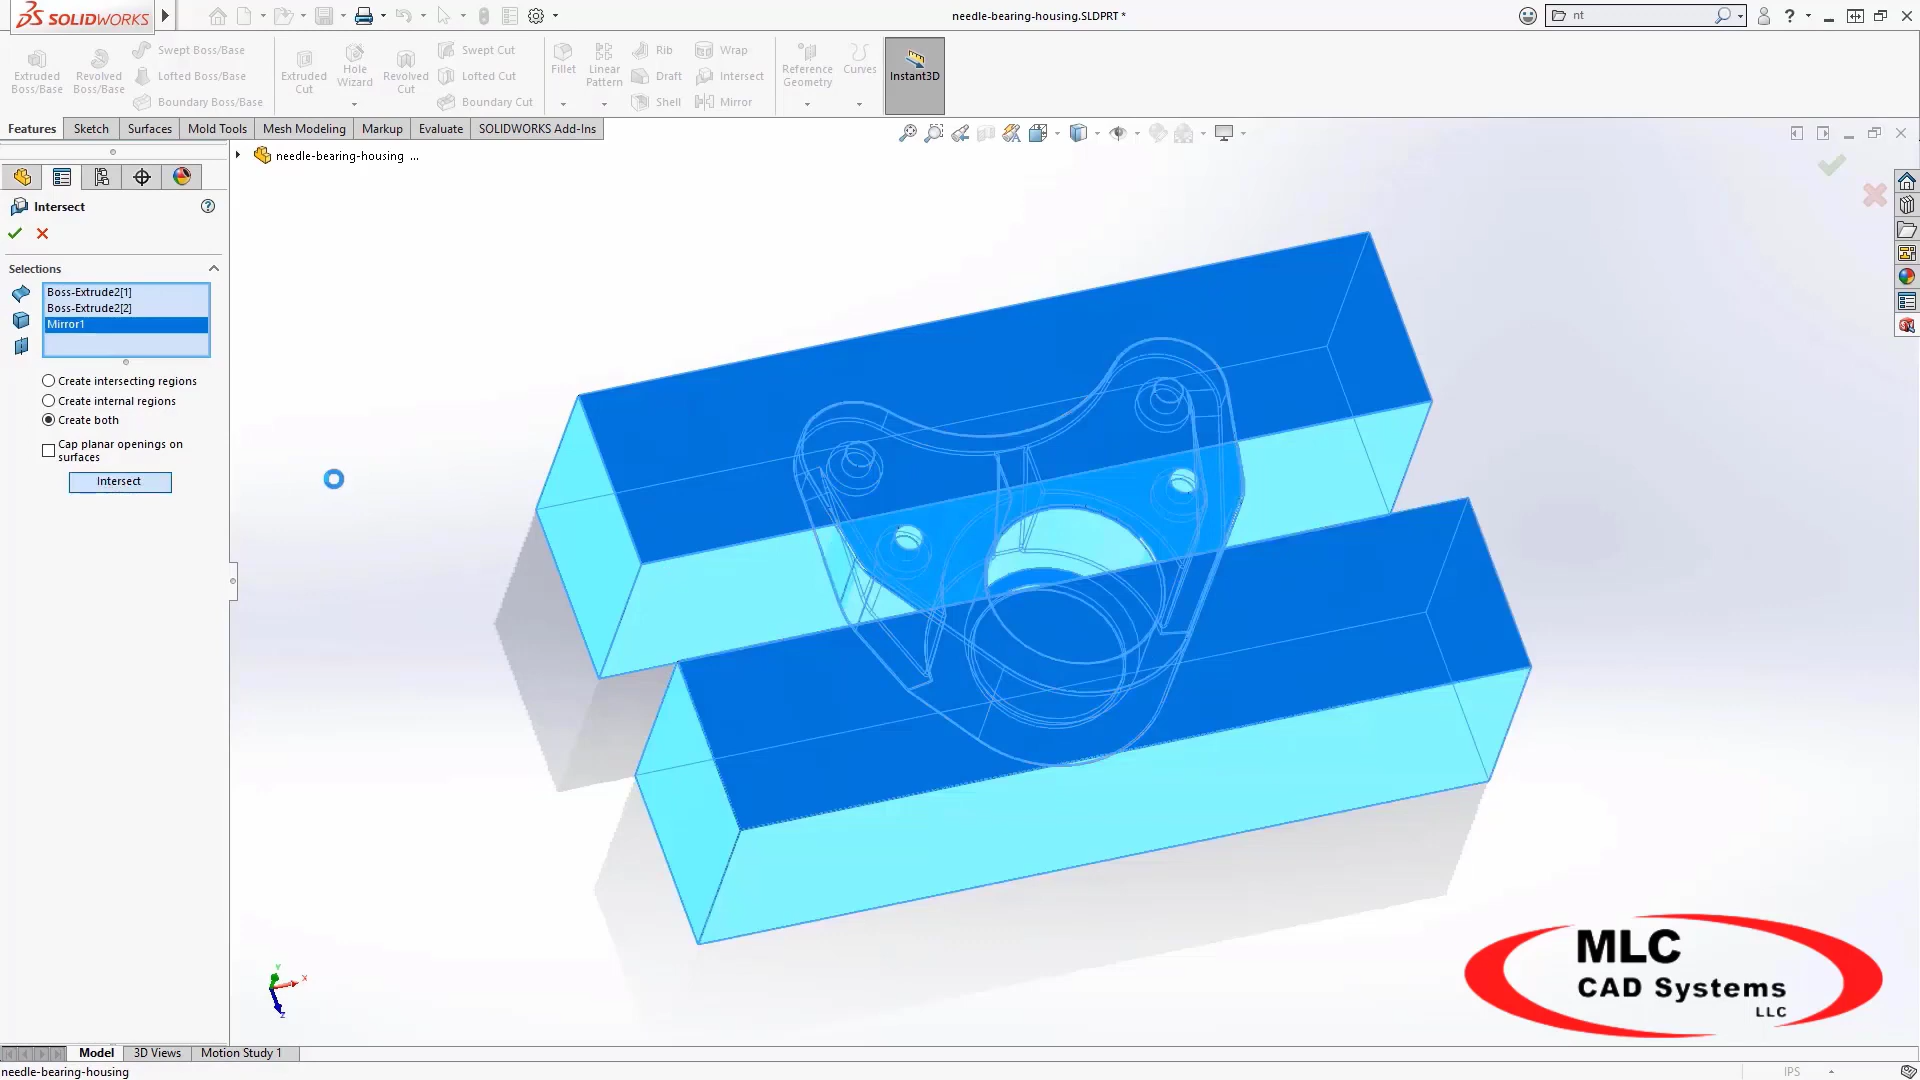 SOLIDWORKS
needle-bearing-housing.SLDPRT *
nt
Extruded Boss/Base
Revolved Boss/Base
Swept Boss/Base
Lofted Boss/Base
Boundary Boss/Base
Extruded Cut
Hole Wizard
Revolved Cut
Swept Cut
Lofted Cut
Boundary Cut
Fillet
Linear Pattern
Rib
Draft
Shell
Wrap
Intersect
Mirror
Reference Geometry
Curves
Instant3D
Features
Sketch
Surfaces
Mold Tools
Mesh Modeling
Markup
Evaluate
SOLIDWORKS Add-Ins
needle-bearing-housing ...
Intersect
Selections
Boss-Extrude2[1]
Boss-Extrude2[2]
Mirror1
Create intersecting regions
Create internal regions
Create both
Cap planar openings on
surfaces
Intersect
Y
X
Z
MLC
CAD Systems
LLC
Model
3D Views
Motion Study 1
needle-bearing-housing
IPS